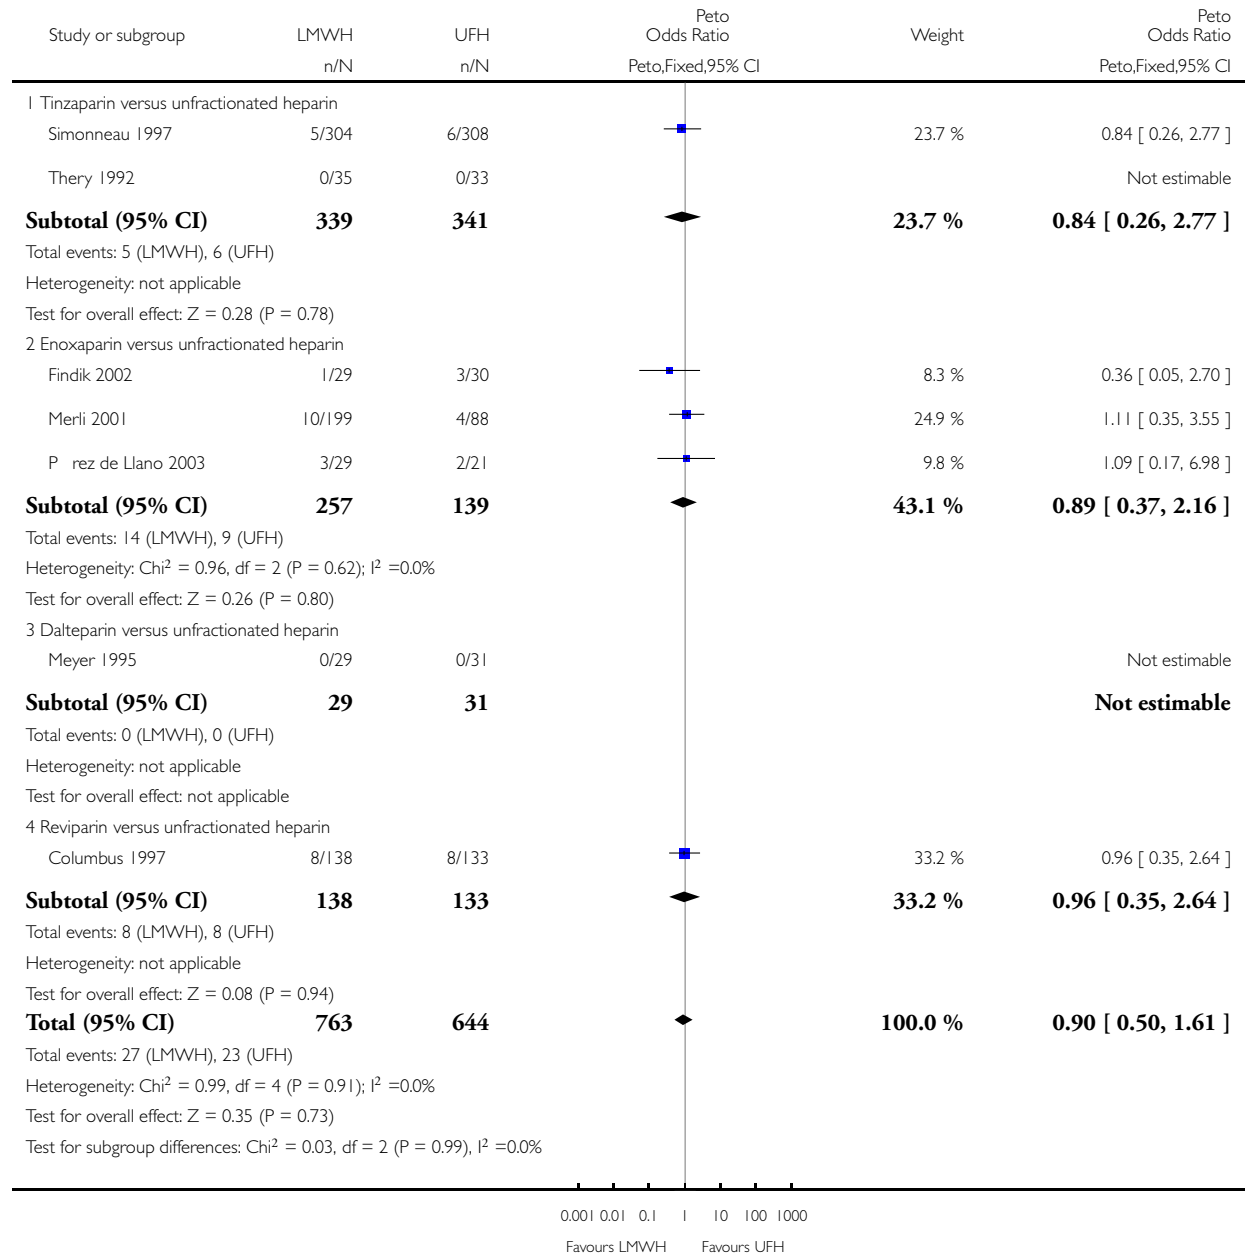 Peto Peto
Study or subgroup LMWH UFH Odds Ratio Weight Odds Ratio
n/N n/N Peto,Fixed,95% CI Peto,Fixed,95% CI
1 Tinzaparin versus unfractionated heparin
Simonneau 1997 5/304 6/308 23.7 % 0.84 [ 0.26, 2.77 ]
Thery 1992 0/35 0/33 Not estimable
Subtotal (95% CI) 339 341 23.7 % 0.84 [ 0.26, 2.77 ]
Total events: 5 (LMWH), 6 (UFH)
Heterogeneity: not applicable
Test for overall effect: Z = 0.28 (P = 0.78)
2 Enoxaparin versus unfractionated heparin
Findik 2002 1/29 3/30 8.3 % 0.36 [ 0.05, 2.70 ]
Merli 2001 10/199 4/88 24.9 % 1.11 [ 0.35, 3.55 ]
P rez de Llano 2003 3/29 2/21 9.8 % 1.09 [ 0.17, 6.98 ]
Subtotal (95% CI) 257 139 43.1 % 0.89 [ 0.37, 2.16 ]
Total events: 14 (LMWH), 9 (UFH)
Heterogeneity: Chi² = 0.96, df = 2 (P = 0.62); I² =0.0%
Test for overall effect: Z = 0.26 (P = 0.80)
3 Dalteparin versus unfractionated heparin
Meyer 1995 0/29 0/31 Not estimable
Subtotal (95% CI) 29 31 Not estimable
Total events: 0 (LMWH), 0 (UFH)
Heterogeneity: not applicable
Test for overall effect: not applicable
4 Reviparin versus unfractionated heparin
Columbus 1997 8/138 8/133 33.2 % 0.96 [ 0.35, 2.64 ]
Subtotal (95% CI) 138 133 33.2 % 0.96 [ 0.35, 2.64 ]
Total events: 8 (LMWH), 8 (UFH)
Heterogeneity: not applicable
Test for overall effect: Z = 0.08 (P = 0.94)
Total (95% CI) 763 644 100.0 % 0.90 [ 0.50, 1.61 ]
Total events: 27 (LMWH), 23 (UFH)
Heterogeneity: Chi² = 0.99, df = 4 (P = 0.91); I² =0.0%
Test for overall effect: Z = 0.35 (P = 0.73)
Test for subgroup differences: Chi² = 0.03, df = 2 (P = 0.99), I² =0.0%
0.001 0.01 0.1 1 10 100 1000
Favours LMWH Favours UFH